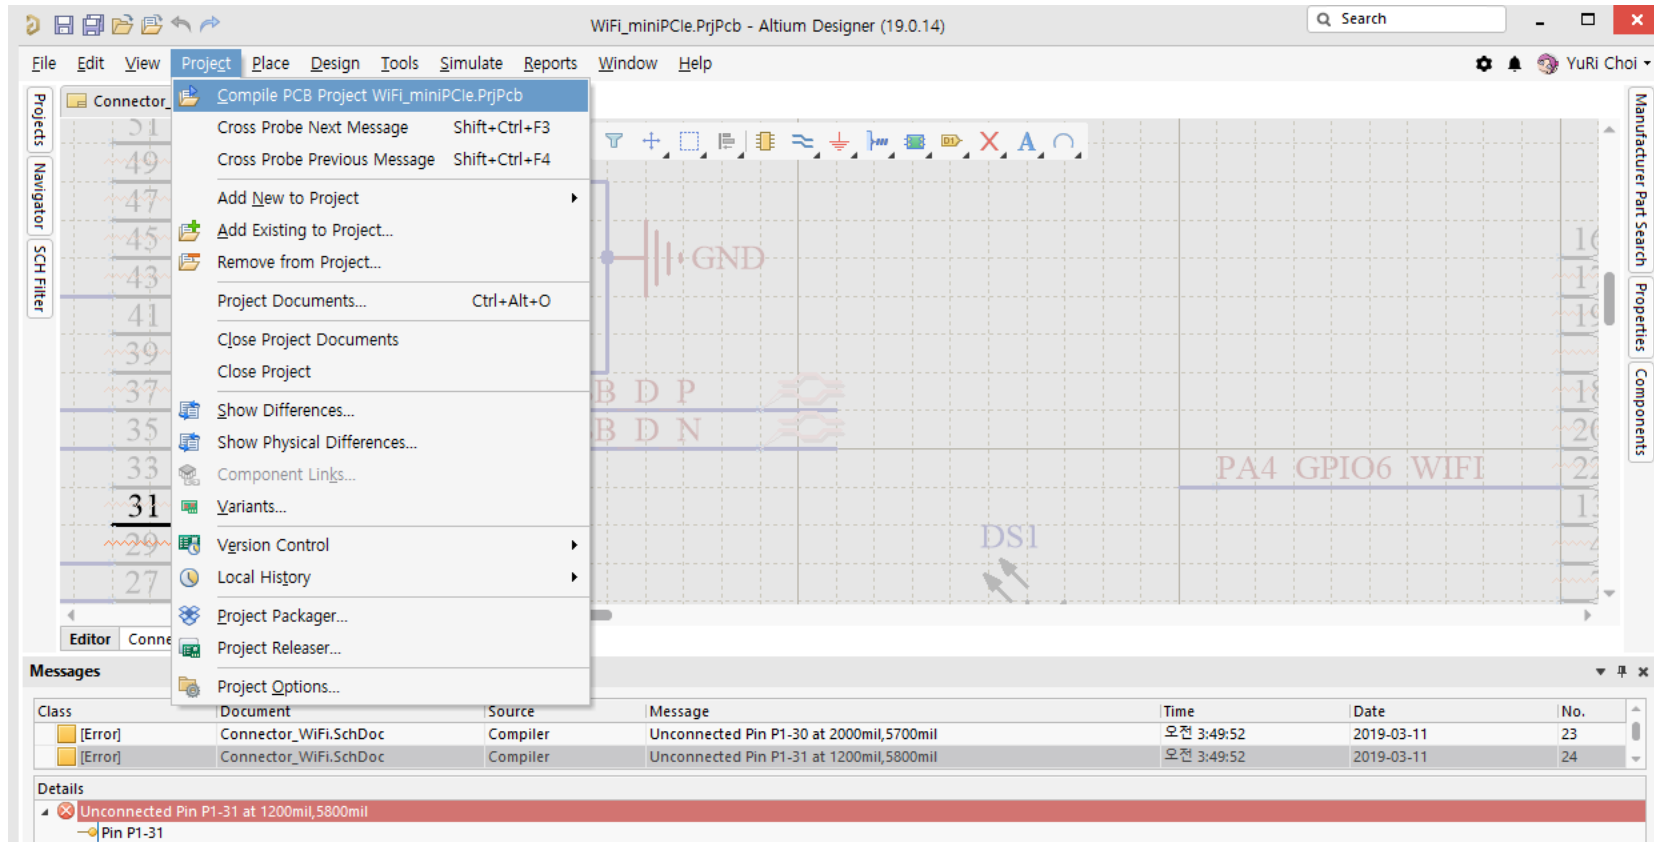 WiFi_miniPCIe.PrjPcb - Altium Designer (19.0.14)
Search
File Edit View Project Place Design Tools Simulate Reports Window Help
YuRi Choi
Projects
Navigator
SCH Filter
Connector_
Compile PCB Project WiFi_miniPCIe.PrjPcb
Cross Probe Next Message Shift+Ctrl+F3
Cross Probe Previous Message Shift+Ctrl+F4
Add New to Project
Add Existing to Project...
Remove from Project...
Project Documents... Ctrl+Alt+O
Close Project Documents
Close Project
Show Differences...
Show Physical Differences...
Component Links...
Variants...
Version Control
Local History
Project Packager...
Project Releaser...
Project Options...
51
49
47
45
43
41
39
37
35
33
31
29
27
GND
B D P
B D N
DS1
PA4 GPIO6 WIFI
19
18
20
22
Manufacturer Part Search
Properties
Components
Editor Conne
Messages
Class Document Source Message Time Date No.
[Error] Connector_WiFi.SchDoc Compiler Unconnected Pin P1-30 at 2000mil,5700mil 오전 3:49:52 2019-03-11 23
[Error] Connector_WiFi.SchDoc Compiler Unconnected Pin P1-31 at 1200mil,5800mil 오전 3:49:52 2019-03-11 24
Details
Unconnected Pin P1-31 at 1200mil,5800mil
Pin P1-31